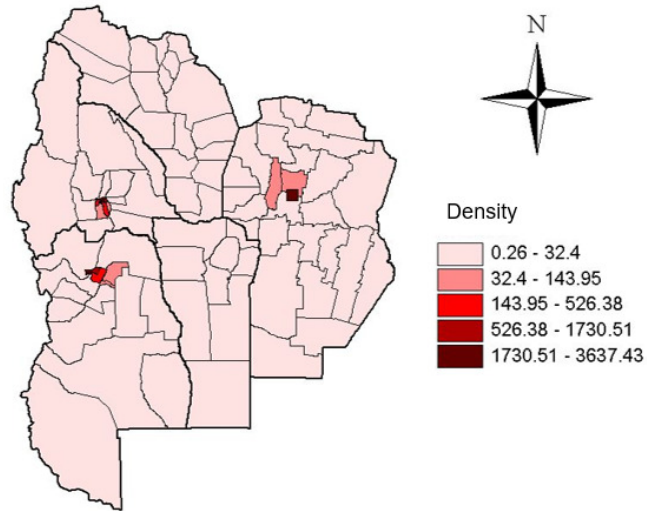 N
Density
0.26 - 32.4
32.4 - 143.95
143.95 - 526.38
526.38 - 1730.51
1730.51 - 3637.43